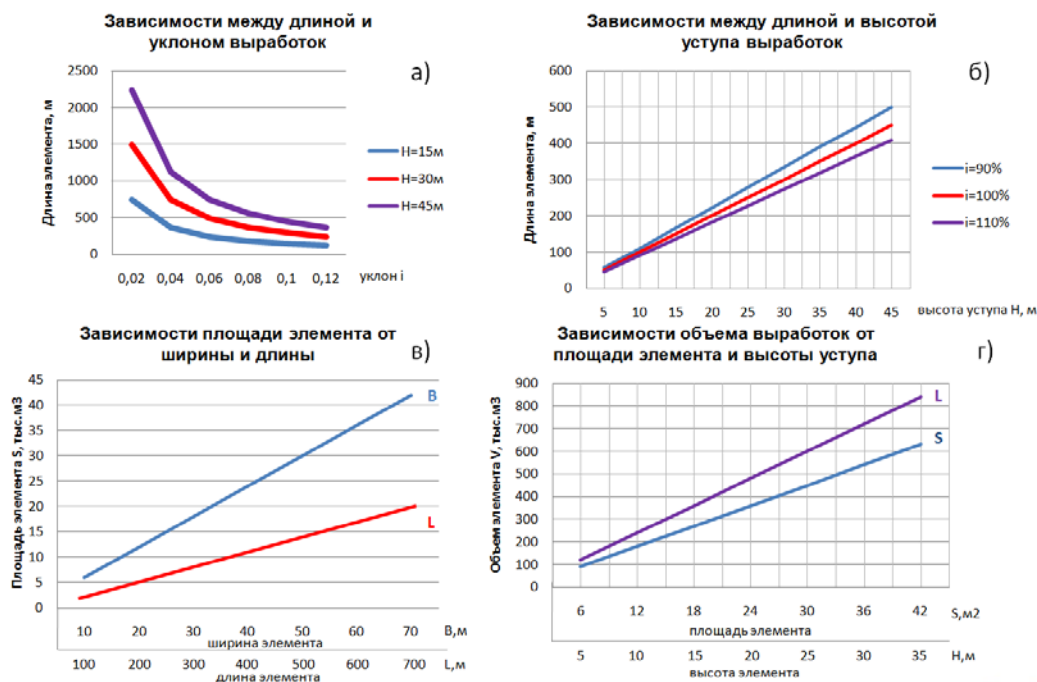 Зависимости между длиной и
уклоном выработок
а)
Длина элемента, м
2500
2000
1500
1000
500
0
0,02 0,04 0,06 0,08 0,1 0,12 уклон i
H=15м
H=30м
H=45м
Зависимости между длиной и высотой
уступа выработок
б)
Длина элемента, м
600
500
400
300
200
100
0
5 10 15 20 25 30 35 40 45
высота уступа Н, м
i=90%
i=100%
i=110%
Зависимости площади элемента от
ширины и длины
в)
Площадь элемента S, тыс.м3
45
40
35
30
25
20
15
10
5
0
B
L
10 20 30 40 50 60 70 В,м
ширина элемента
100 200 300 400 500 600 700 L,м
длина элемента
Зависимости объема выработок от
площади элемента и высоты уступа
г)
Объем элемента V, тыс.м3
900
800
700
600
500
400
300
200
100
0
L
S
6 12 18 24 30 36 42 S,м2
площадь элемента
5 10 15 20 25 30 35 Н,м
высота элемента